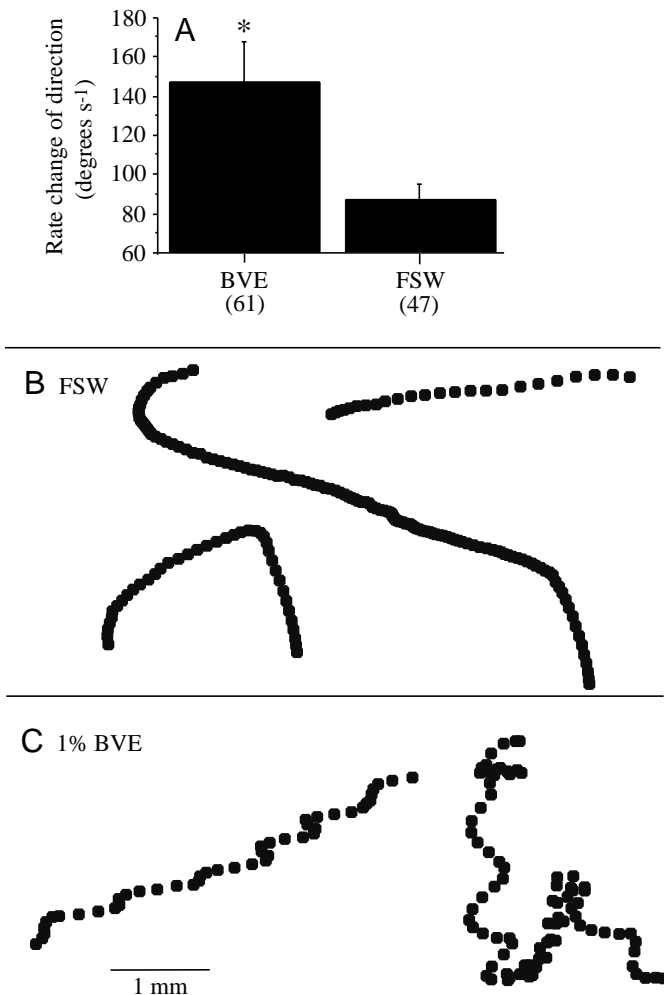 A
*
180
160
140
120
100
80
60
Rate change of direction
(degrees s-1)
BVE
(61)
FSW
(47)
B FSW
C 1% BVE
1 mm